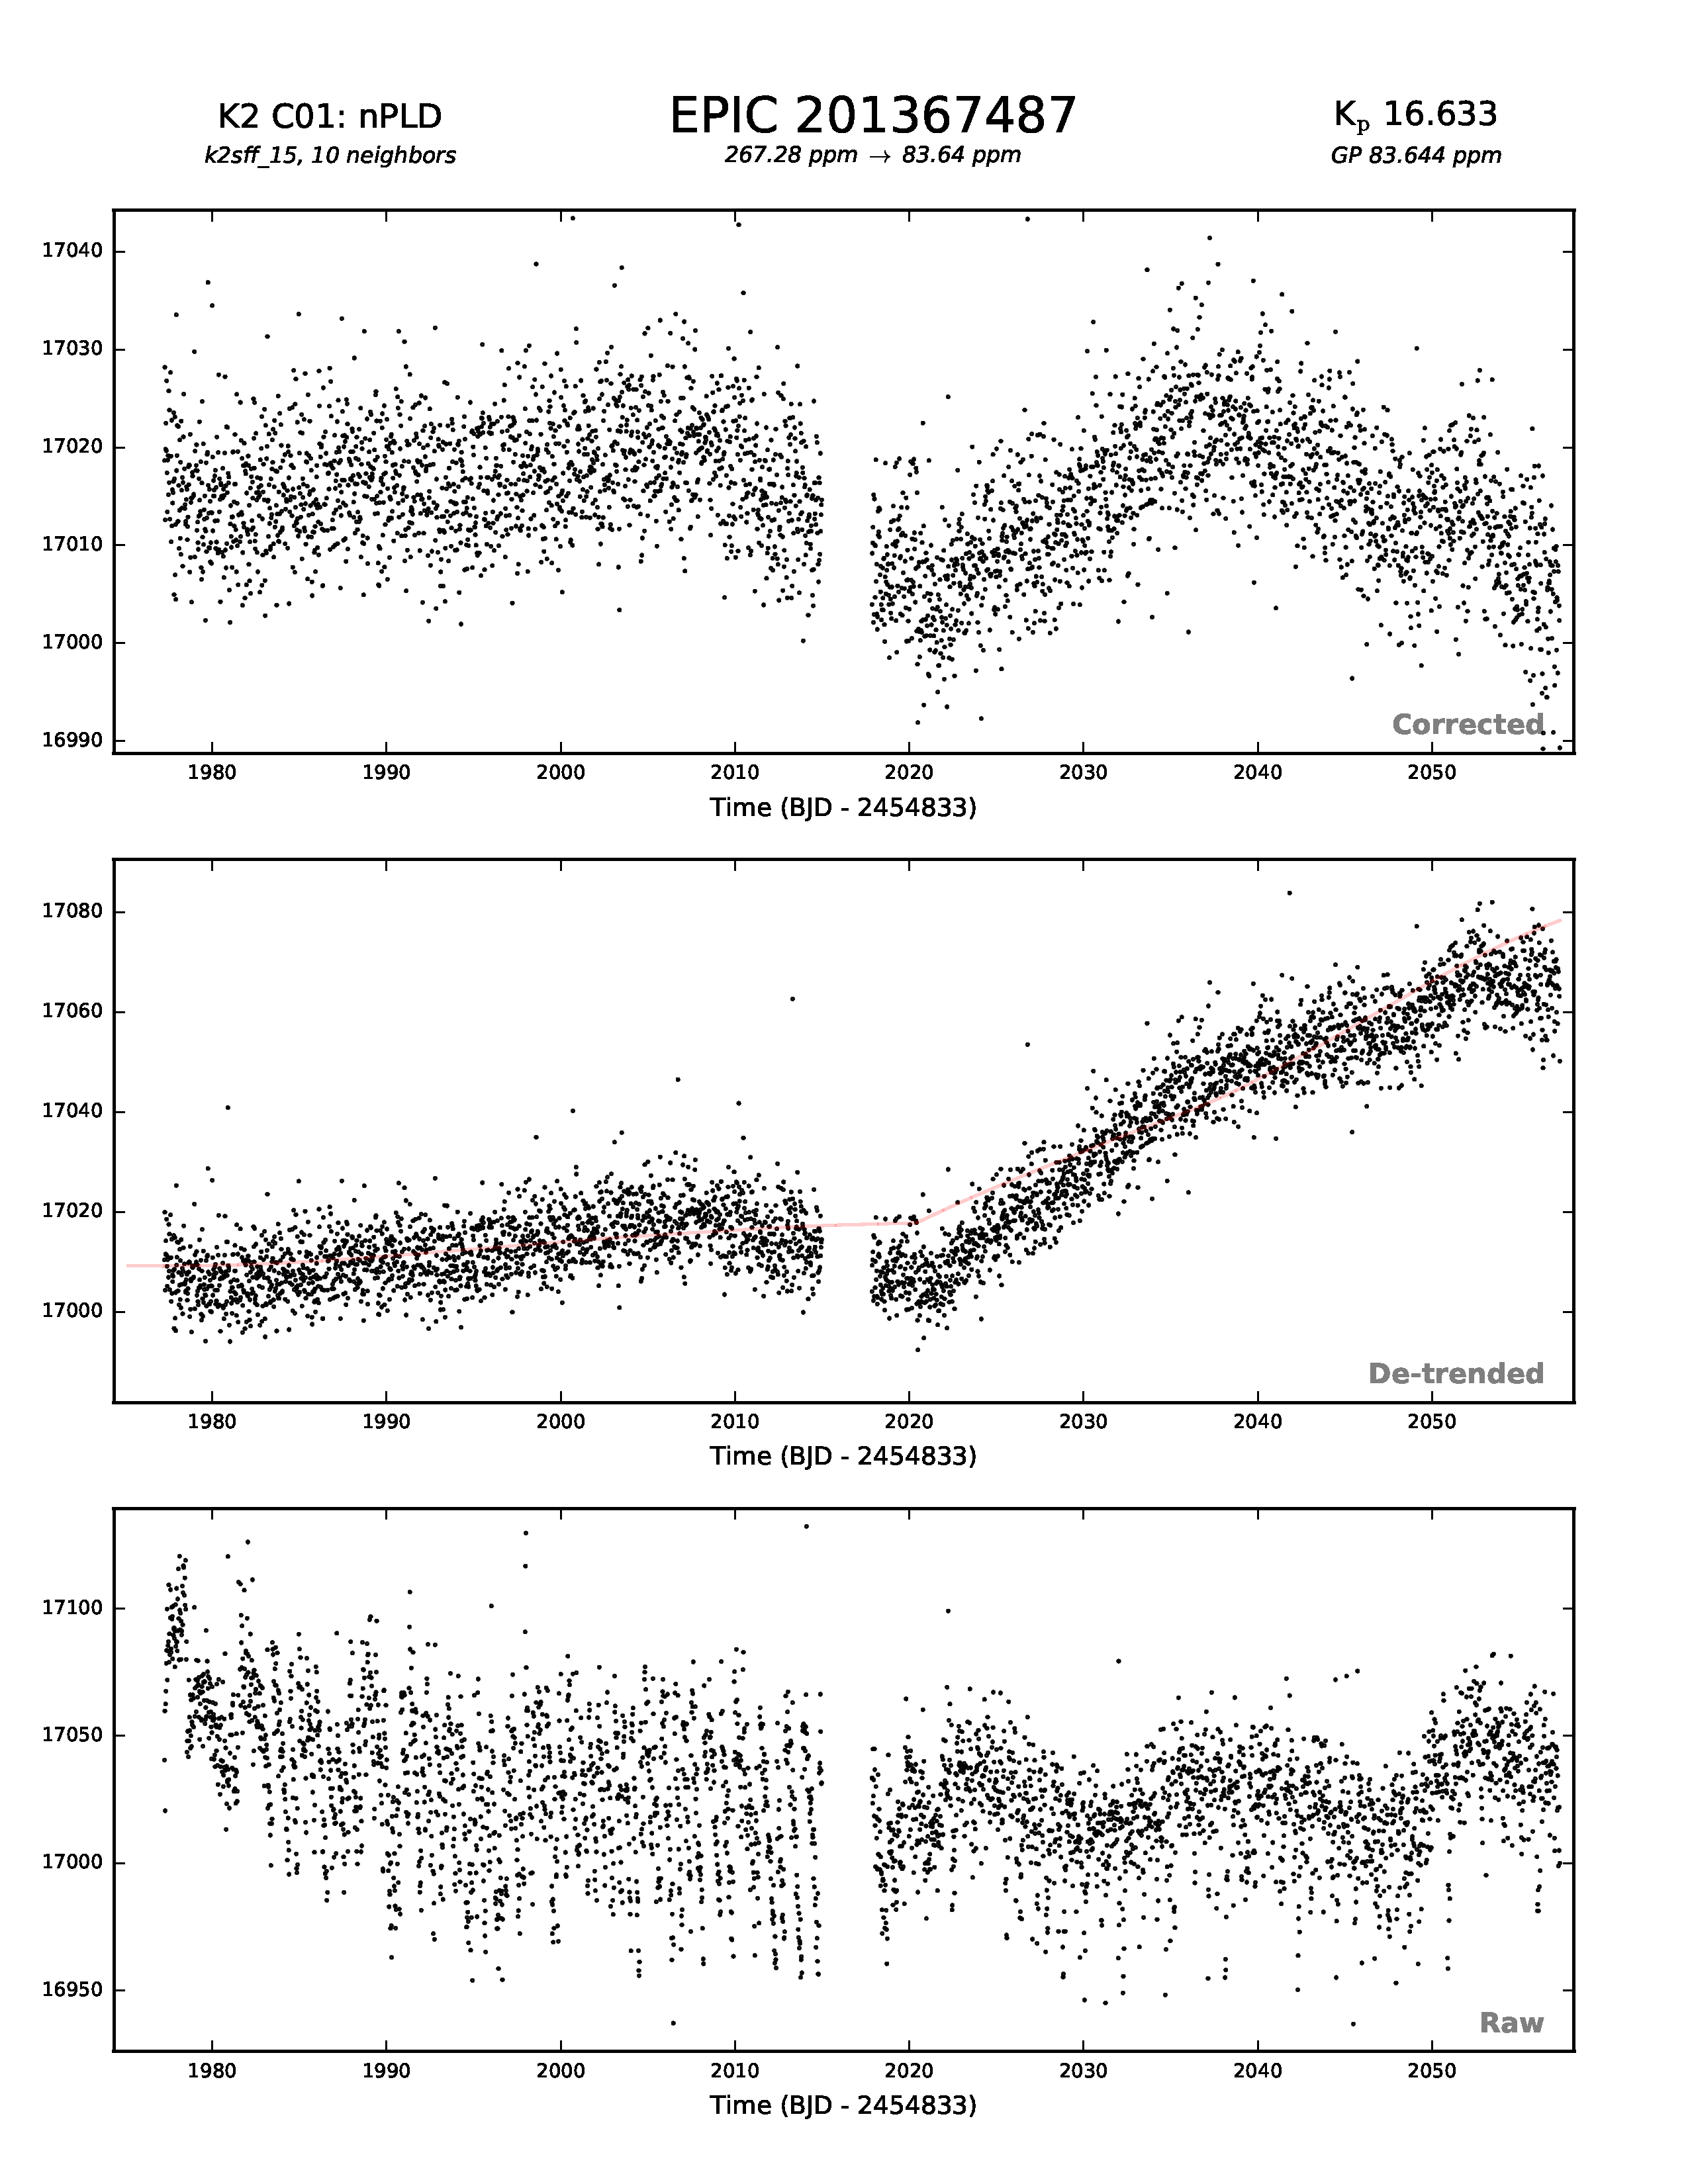 K2 C01: nPLD
EPIC 201367487
Kp 16.633
k2sff_15, 10 neighbors
267.28 ppm → 83.64 ppm
GP 83.644 ppm
17040
17030
17020
17010
17000
16990
Corrected
1980 1990 2000 2010 2020 2030 2040 2050
Time (BJD - 2454833)
17080
17060
17040
17020
17000
De-trended
1980 1990 2000 2010 2020 2030 2040 2050
Time (BJD - 2454833)
17100
17050
17000
16950
Raw
1980 1990 2000 2010 2020 2030 2040 2050
Time (BJD - 2454833)